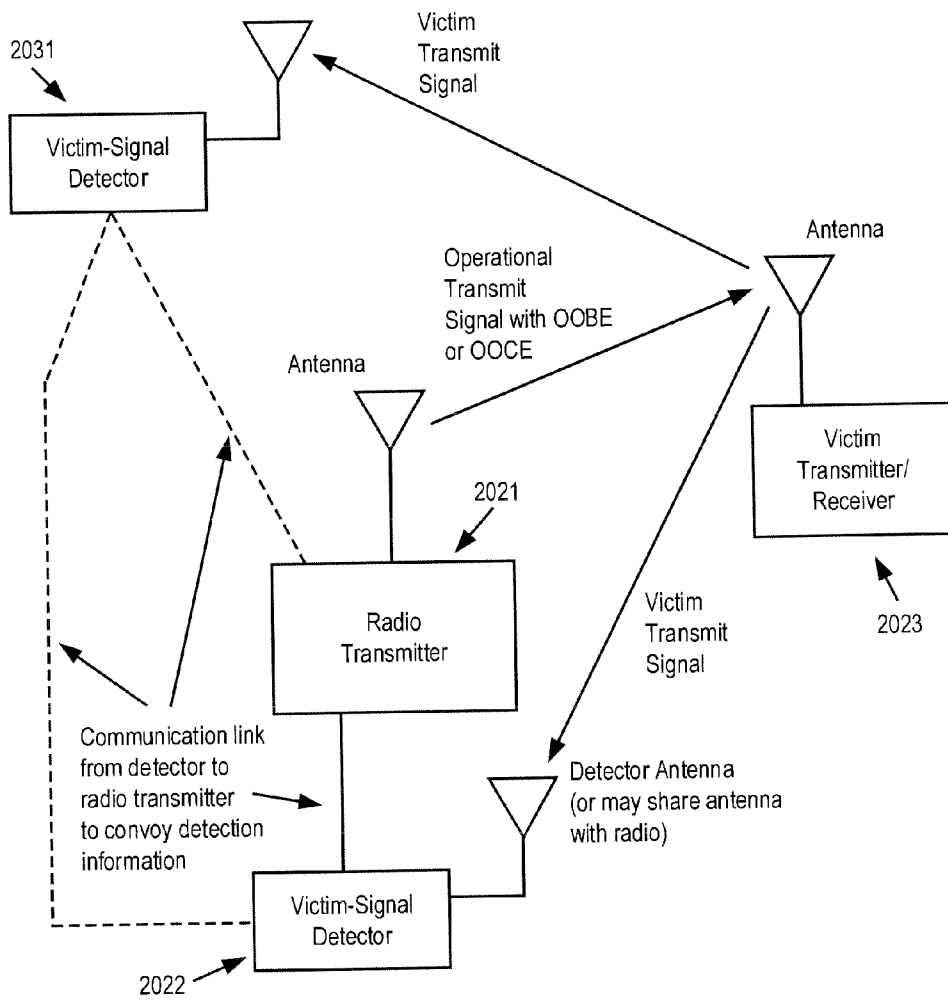 2031
Victim
Transmit
Signal
Victim-Signal
Detector
Antenna
Operational
Transmit
Signal with OOBE
or OOCE
Antenna
Victim
Transmitter/
Receiver
2021
2023
Radio
Transmitter
Victim
Transmit
Signal
Communication link
from detector to
radio transmitter
to convoy detection
information
Detector Antenna
(or may share antenna
with radio)
Victim-Signal
Detector
2022